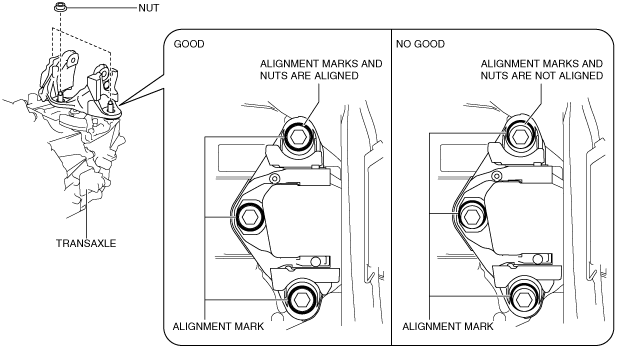 NUT
GOOD
ALIGNMENT MARKS AND
NUTS ARE ALIGNED
ALIGNMENT MARK
NO GOOD
ALIGNMENT MARKS AND
NUTS ARE NOT ALIGNED
ALIGNMENT MARK
TRANSAXLE